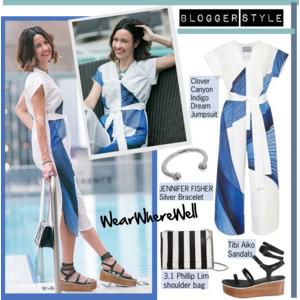 BLOGGER STYLE
Clover
Canyon
Indigo
Dream
Jumpsuit
JENNIFER FISHER
Silver Bracelet
WearWhereWell
Tibi Aiko
Sandals
3.1 Phillip Lim
shoulder bag